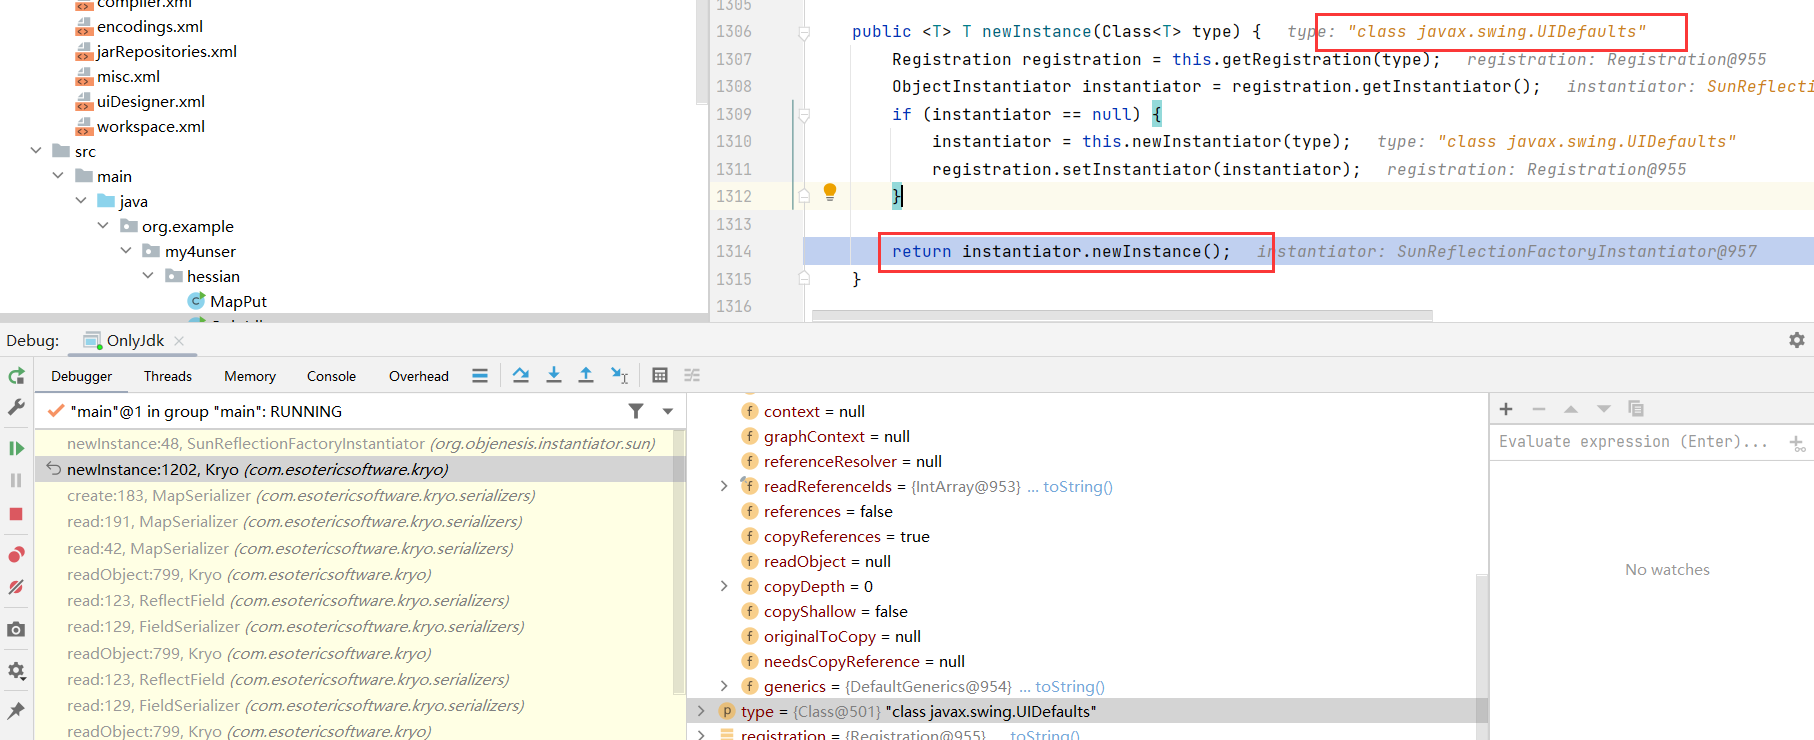 compiler.xml
encodings.xml
jarRepositories.xml
misc.xml
uiDesigner.xml
workspace.xml
src
main
java
org.example
my4unser
hessian
MapPut
1305
1306 public <T> T newInstance(Class<T> type) { type: "class javax.swing.UIDefaults"
1307 Registration registration = this.getRegistration(type); registration: Registration@955
1308 ObjectInstantiator instantiator = registration.getInstantiator(); instantiator: SunReflecti
1309 if (instantiator == null) {
1310 instantiator = this.newInstantiator(type); type: "class javax.swing.UIDefaults"
1311 registration.setInstantiator(instantiator); registration: Registration@955
1312 }
1313
1314 return instantiator.newInstance(); instantiator: SunReflectionFactoryInstantiator@957
1315 }
1316
Debug: OnlyJdk
Debugger Threads Memory Console Overhead
"main"@1 in group "main": RUNNING
newInstance:48, SunReflectionFactoryInstantiator (org.objenesis.instantiator.sun)
newInstance:1202, Kryo (com.esotericsoftware.kryo)
create:183, MapSerializer (com.esotericsoftware.kryo.serializers)
read:191, MapSerializer (com.esotericsoftware.kryo.serializers)
read:42, MapSerializer (com.esotericsoftware.kryo.serializers)
readObject:799, Kryo (com.esotericsoftware.kryo)
read:123, ReflectField (com.esotericsoftware.kryo.serializers)
read:129, FieldSerializer (com.esotericsoftware.kryo.serializers)
readObject:799, Kryo (com.esotericsoftware.kryo)
read:123, ReflectField (com.esotericsoftware.kryo.serializers)
read:129, FieldSerializer (com.esotericsoftware.kryo.serializers)
readObject:799, Kryo (com.esotericsoftware.kryo)
context = null
graphContext = null
referenceResolver = null
readReferenceIds = {IntArray@953} ... toString()
references = false
copyReferences = true
readObject = null
copyDepth = 0
copyShallow = false
originalToCopy = null
needsCopyReference = null
generics = {DefaultGenerics@954} ... toString()
type = {Class@501} "class javax.swing.UIDefaults"
registration = {Registration@955} ... toString()
Evaluate expression (Enter)...
No watches